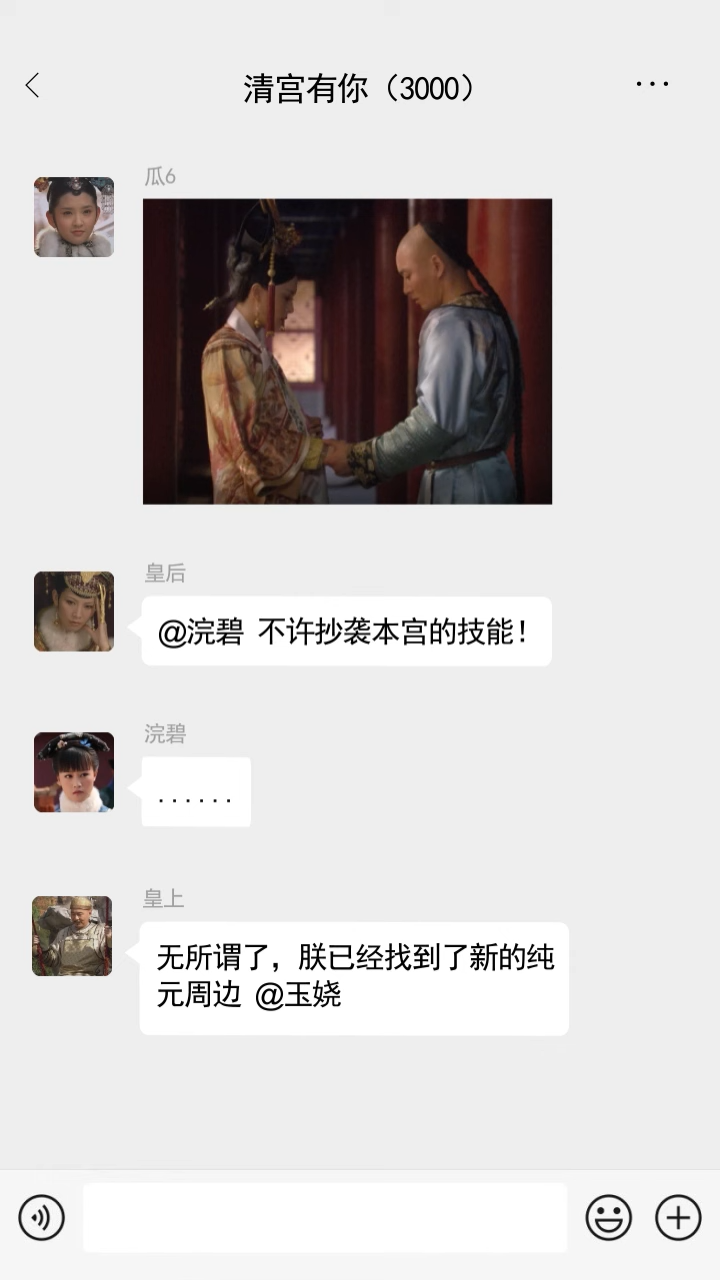 清宫有你（3000）
瓜6
皇后
@浣碧 不许抄袭本宫的技能！
浣碧
......
皇上
无所谓了，朕已经找到了新的纯
元周边 @玉娆